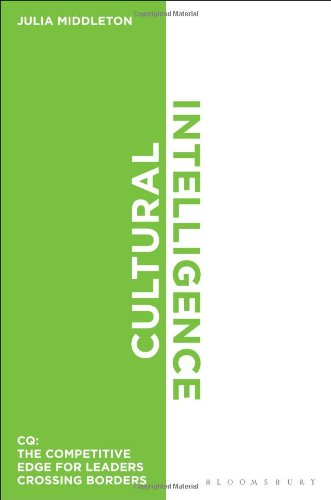 JULIA MIDDLETON
CULTURAL
INTELLIGENCE
CQ:
THE COMPETITIVE
EDGE FOR LEADERS
CROSSING BORDERS
BLOOMSBURY